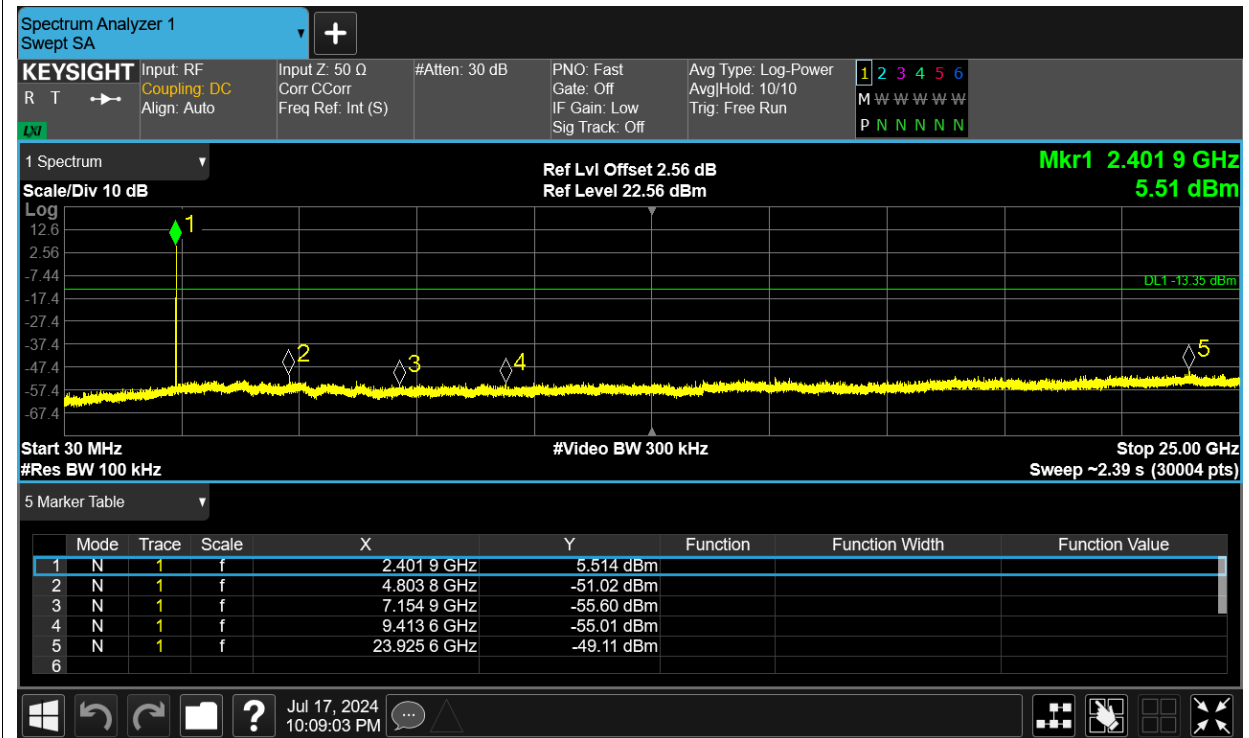 Spectrum Analyzer 1
Swept SA
KEYSIGHT
R T
LXI
Input: RF
Coupling: DC
Align: Auto
Input Z: 50 Ω
Corr CCorr
Freq Ref: Int (S)
#Atten: 30 dB
PNO: Fast
Gate: Off
IF Gain: Low
Sig Track: Off
Avg Type: Log-Power
Avg|Hold: 10/10
Trig: Free Run
1 2 3 4 5 6
M W W W W W
P N N N N N
1 Spectrum
Scale/Div 10 dB
Ref Lvl Offset 2.56 dB
Ref Level 22.56 dBm
Mkr1 2.401 9 GHz
5.51 dBm
Log
12.6
2.56
-7.44
-17.4
-27.4
-37.4
-47.4
-57.4
-67.4
1
2
3
4
5
DL1 -13.35 dBm
Start 30 MHz
#Video BW 300 kHz
Stop 25.00 GHz
#Res BW 100 kHz
Sweep ~2.39 s (30004 pts)
5 Marker Table
Mode Trace Scale X Y Function Function Width Function Value
1 N 1 f 2.401 9 GHz 5.514 dBm
2 N 1 f 4.803 8 GHz -51.02 dBm
3 N 1 f 7.154 9 GHz -55.60 dBm
4 N 1 f 9.413 6 GHz -55.01 dBm
5 N 1 f 23.925 6 GHz -49.11 dBm
6
?
Jul 17, 2024
10:09:03 PM